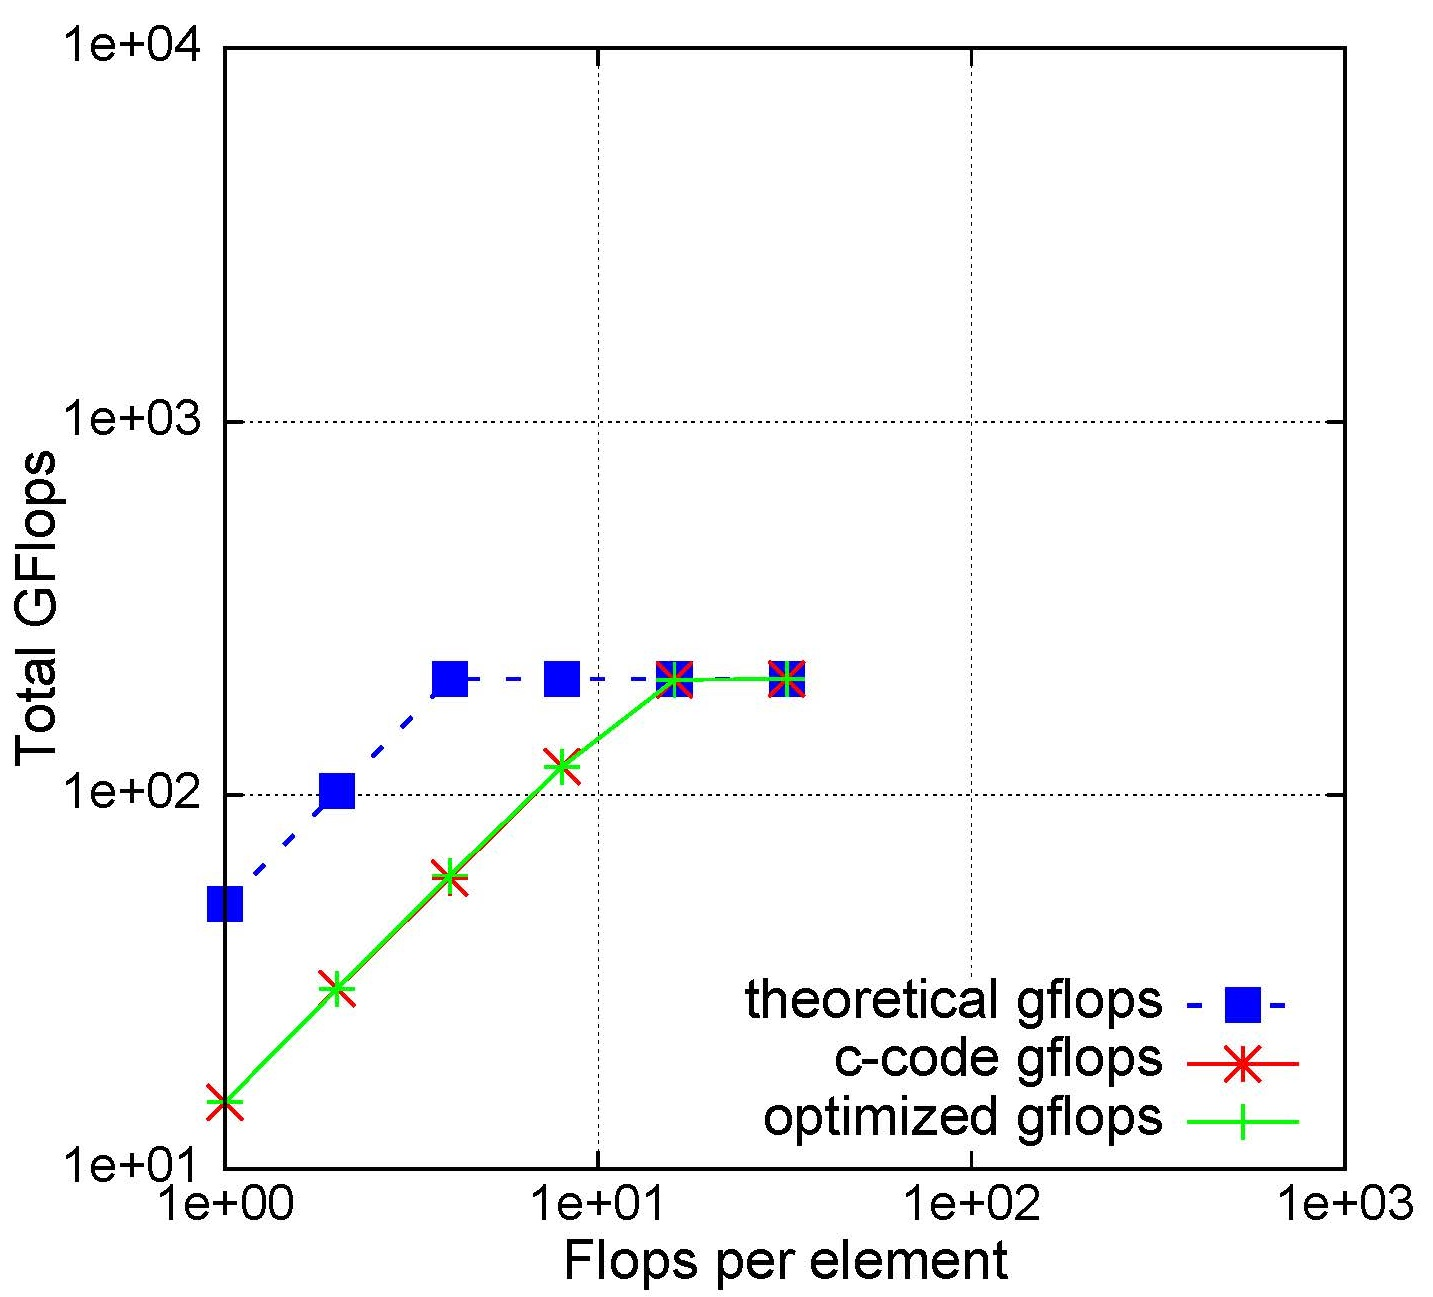 1e+04
1e+03
1e+02
1e+01
Total GFlops
theoretical gflops
c-code gflops
optimized gflops
1e+00 1e+01 1e+02 1e+03
Flops per element